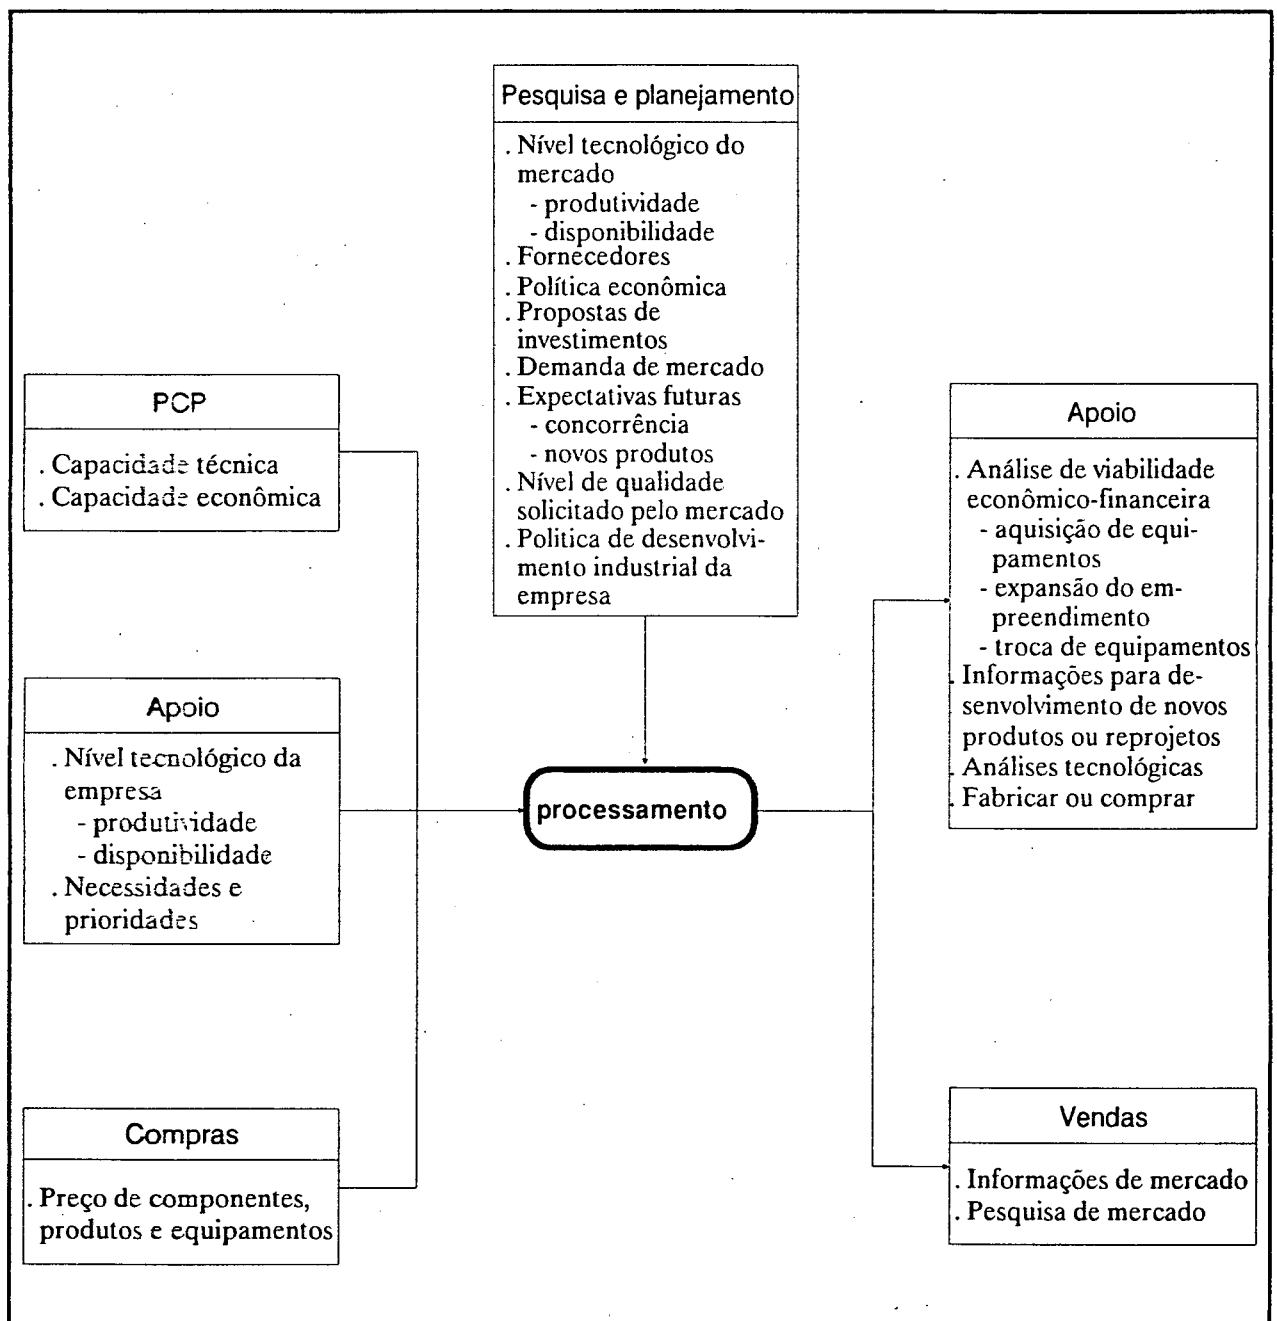 Pesquisa e planejamento
. Nível tecnológico do
mercado
- produtividade
- disponibilidade
. Fornecedores
. Política econômica
. Propostas de
investimentos
. Demanda de mercado
. Expectativas futuras
- concorrência
- novos produtos
. Nível de qualidade
solicitado pelo mercado
. Politica de desenvolvi-
mento industrial da
empresa
PCP
. Capacidade técnica
. Capacidade econômica
Apoio
. Nível tecnológico da
empresa
- produtividade
- disponibilidade
. Necessidades e
prioridades
Compras
. Preço de componentes,
produtos e equipamentos
processamento
Apoio
. Análise de viabilidade
econômico-financeira
- aquisição de equi-
pamentos
- expansão do em-
preendimento
- troca de equipamentos
. Informações para de-
senvolvimento de novos
produtos ou reprojetos
. Análises tecnológicas
. Fabricar ou comprar
Vendas
. Informações de mercado
. Pesquisa de mercado